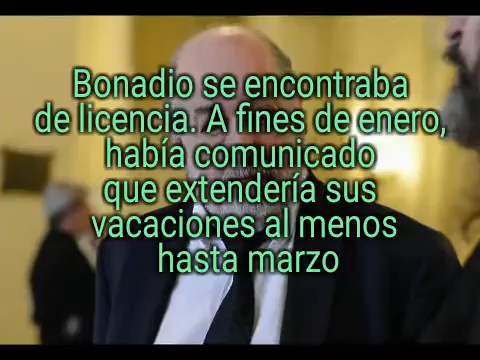 Bonadio se encontraba
de licencia. A fines de enero,
había comunicado
que extendería sus
vacaciones al menos
hasta marzo